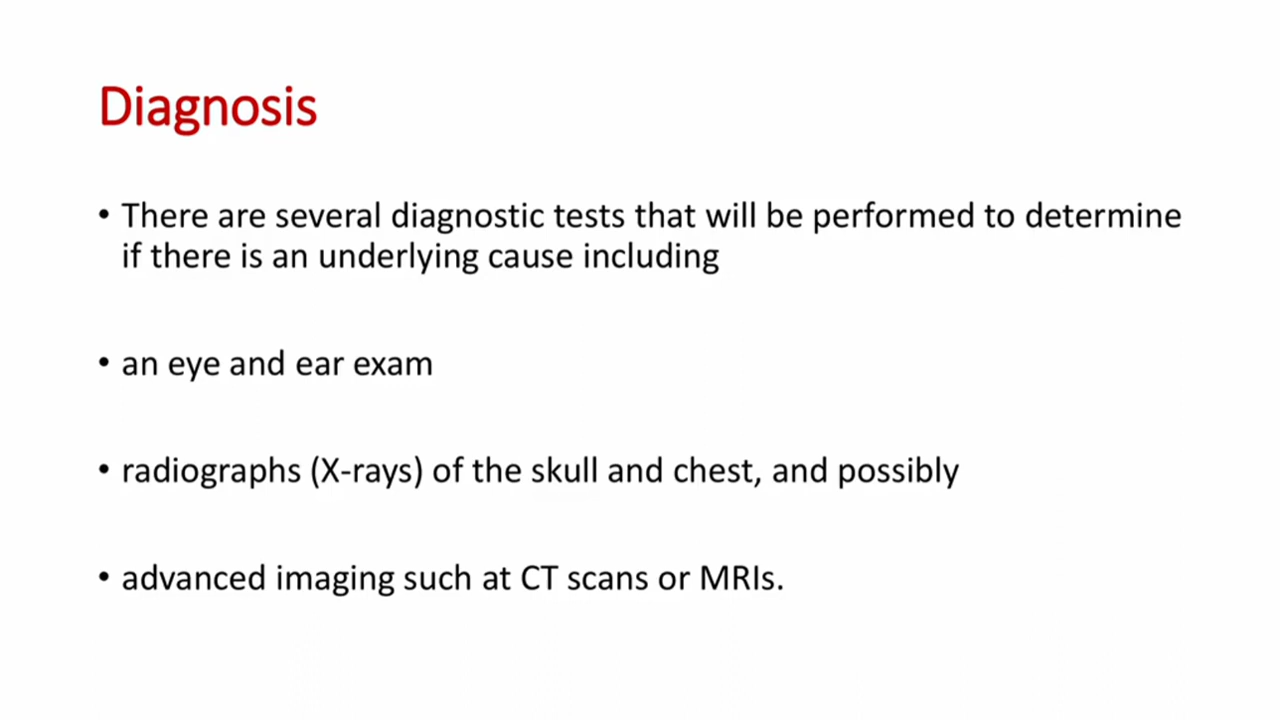 Diagnosis
• There are several diagnostic tests that will be performed to determine
if there is an underlying cause including
• an eye and ear exam
• radiographs (X-rays) of the skull and chest, and possibly
• advanced imaging such at CT scans or MRIs.